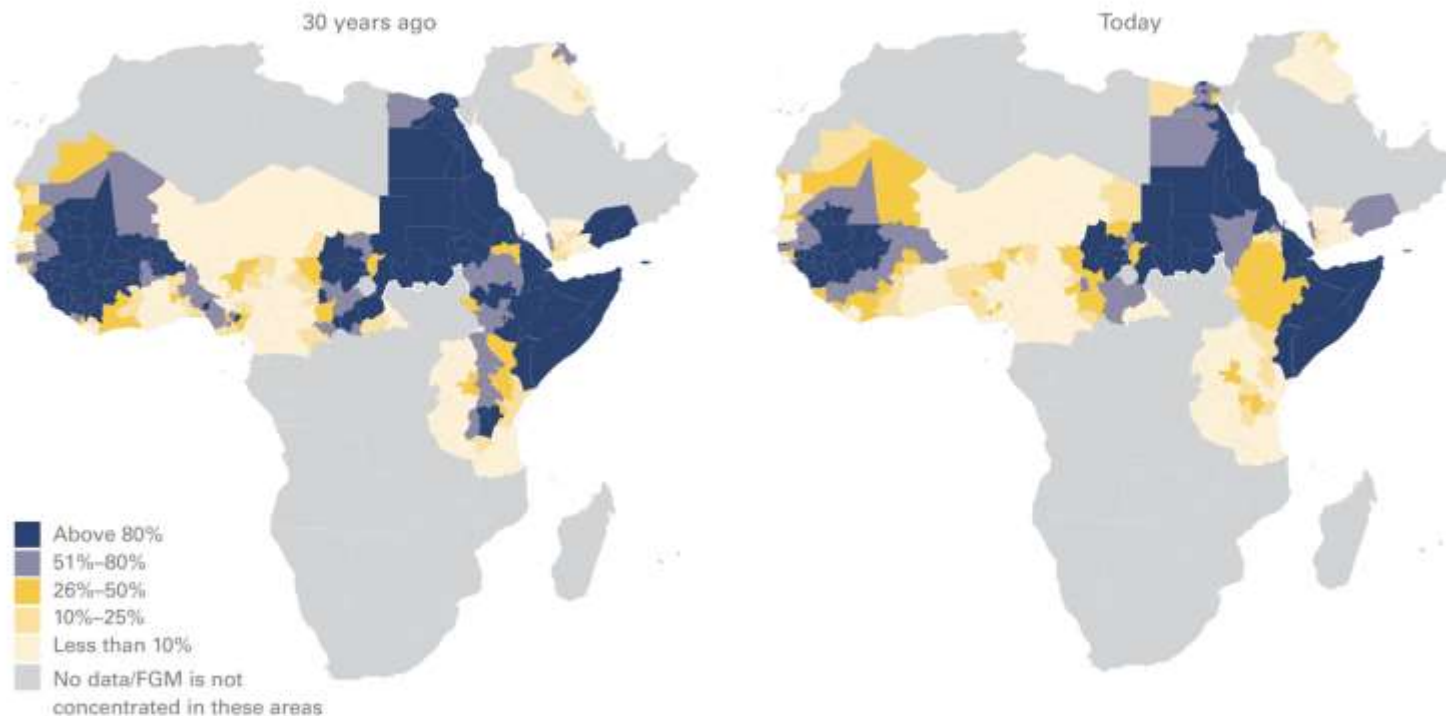 30 years ago
Today
Above 80%
51%–80%
26%–50%
10%–25%
Less than 10%
No data/FGM is not
concentrated in these areas